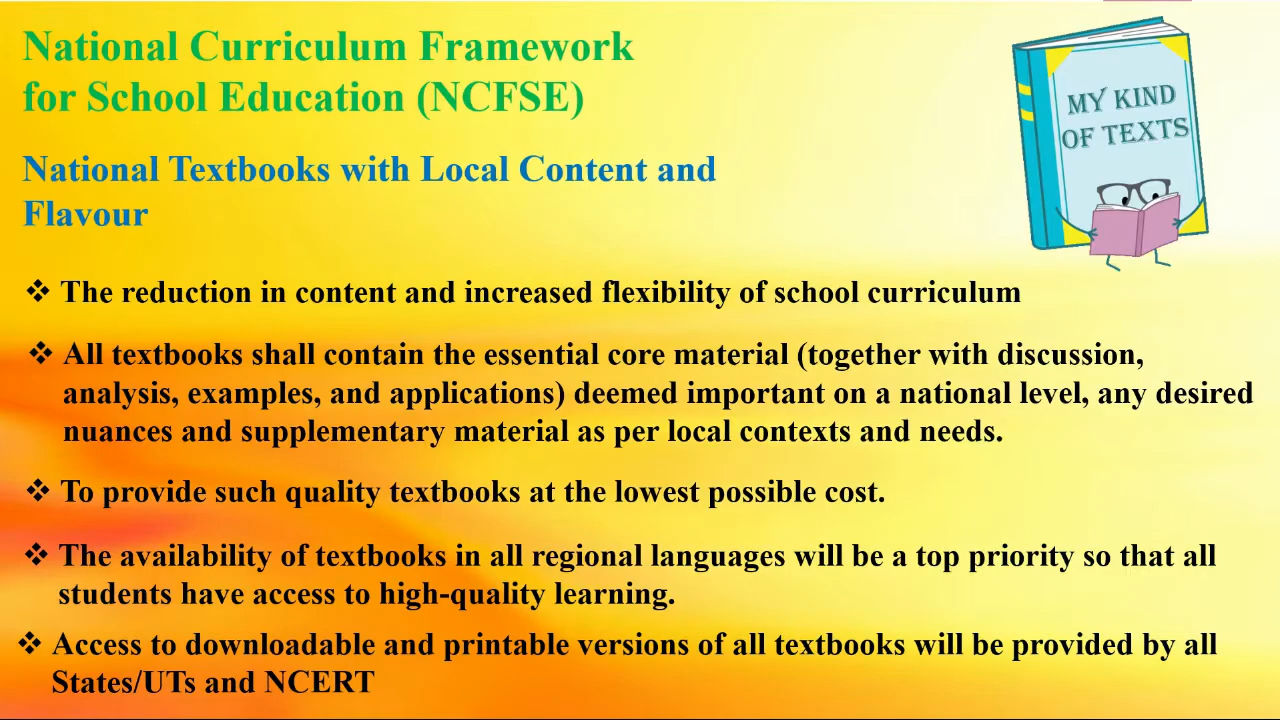 National Curriculum Framework
for School Education (NCFSE)
MY KIND
OF TEXTS
National Textbooks with Local Content and
Flavour
❖ The reduction in content and increased flexibility of school curriculum
❖ All textbooks shall contain the essential core material (together with discussion,
analysis, examples, and applications) deemed important on a national level, any desired
nuances and supplementary material as per local contexts and needs.
❖ To provide such quality textbooks at the lowest possible cost.
❖ The availability of textbooks in all regional languages will be a top priority so that all
students have access to high-quality learning.
❖ Access to downloadable and printable versions of all textbooks will be provided by all
States/UTs and NCERT